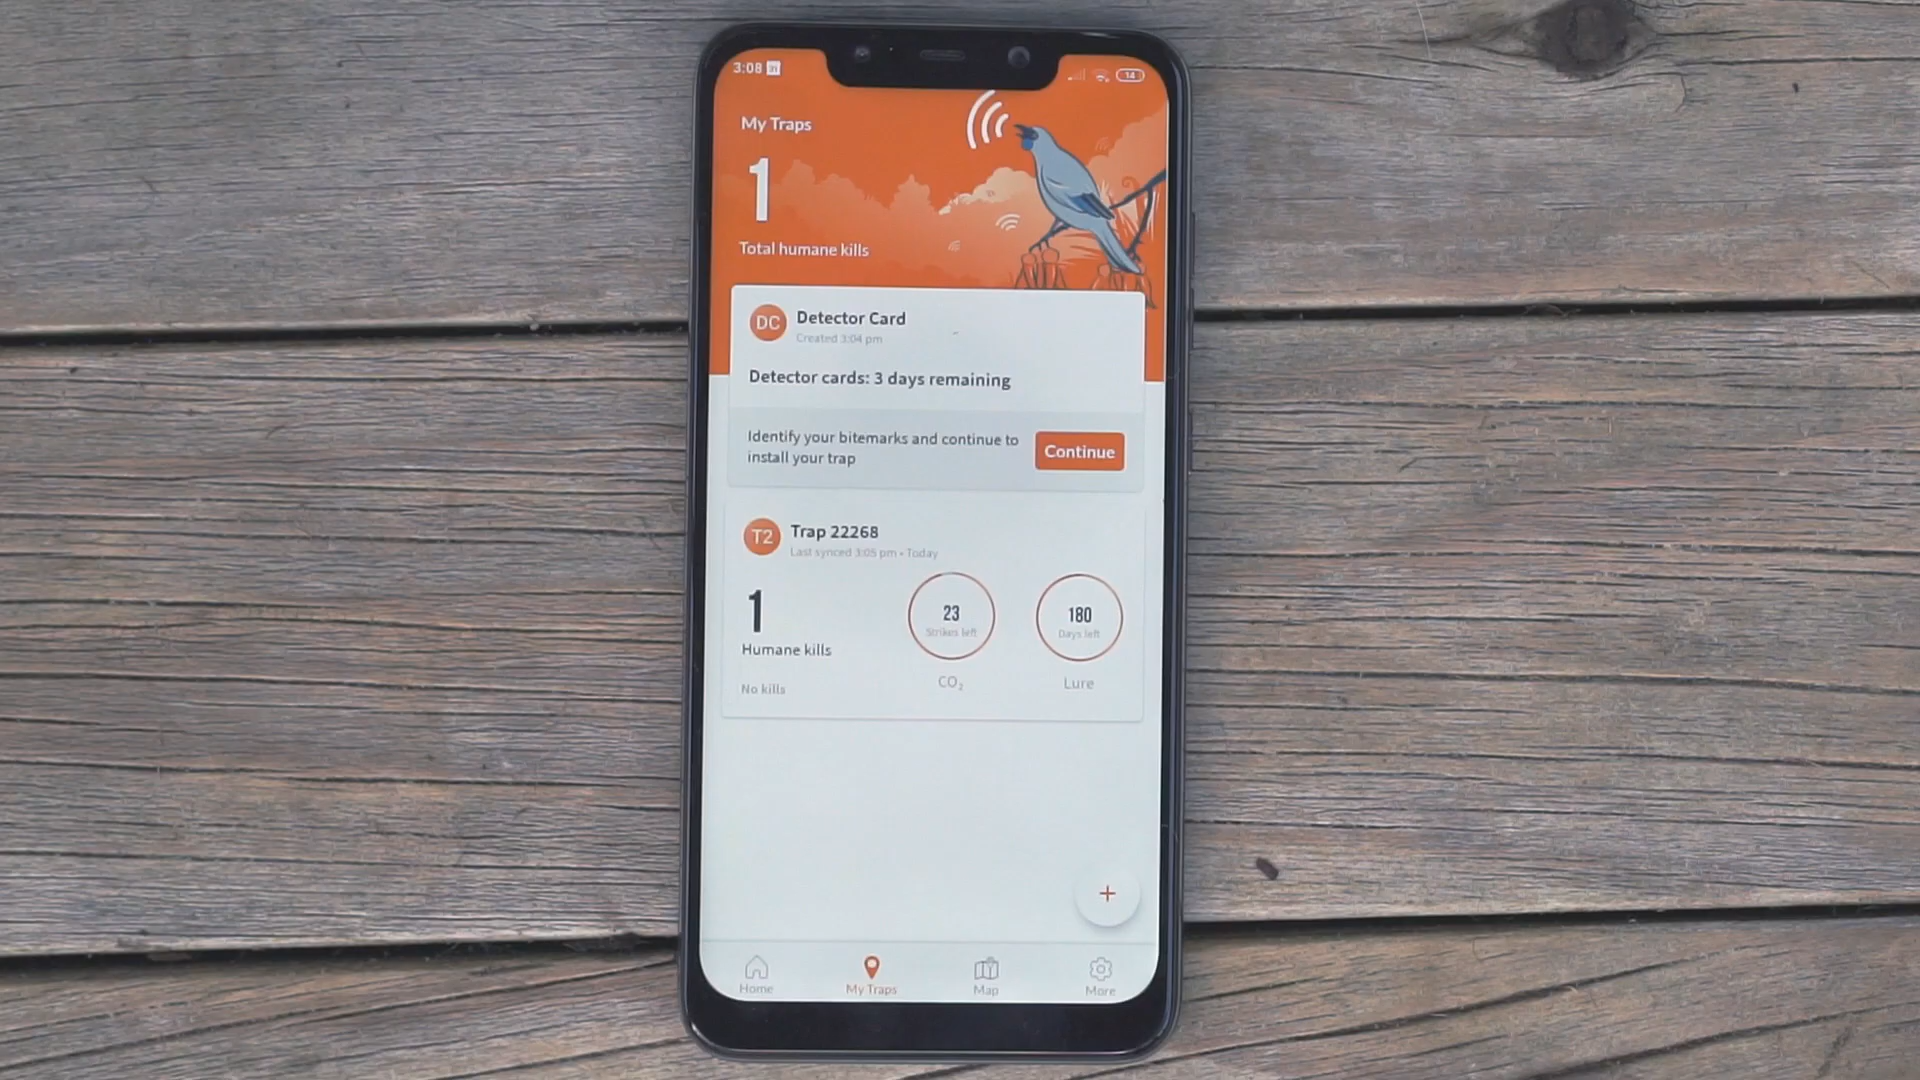 3:08 31
14
My Traps
1
Total humane kills
DC
Detector Card
Created 3:04 pm
Detector cards: 3 days remaining
Identify your bitemarks and continue to
install your trap
Continue
T2
Trap 22268
Last synced 3:05 pm • Today
1
Humane kills
No kills
23
Strikes left
CO₂
180
Days left
Lure
+
Home
My Traps
Map
More